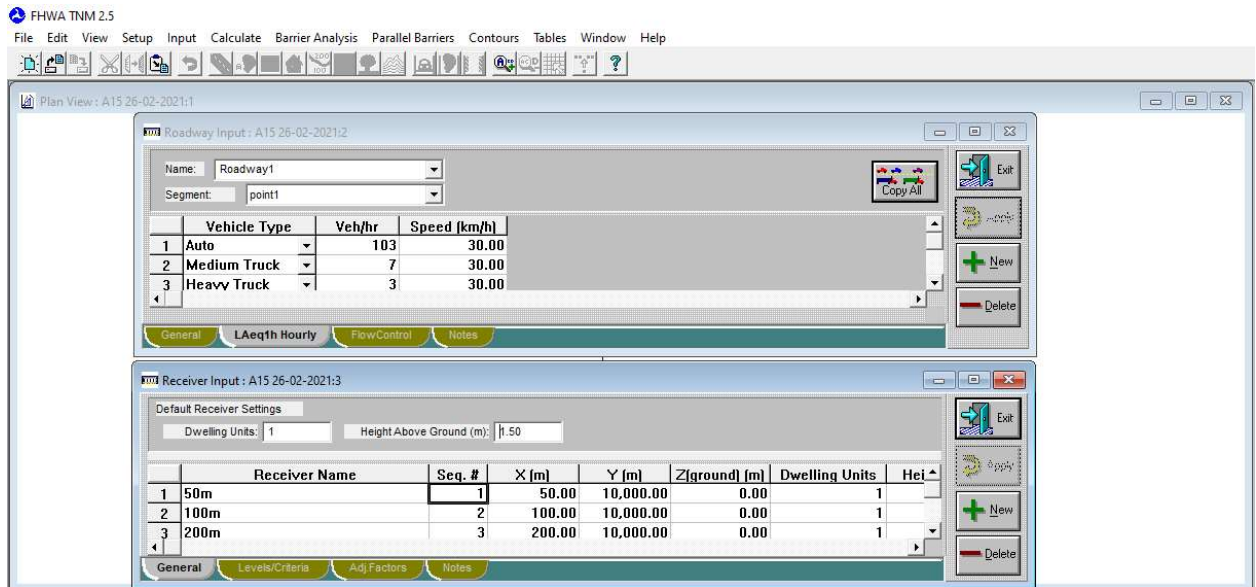 FHWA TNM 2.5
File Edit View Setup Input Calculate Barrier Analysis Parallel Barriers Contours Tables Window Help
Plan View : A15 26-02-2021:1
Roadway Input : A15 26-02-2021:2
Name: Roadway1
Segment: point1
Copy All
Exit
Apply
New
Delete
Vehicle Type Veh/hr Speed (km/h)
1 Auto 103 30.00
2 Medium Truck 7 30.00
3 Heavy Truck 3 30.00
General LAeq1h Hourly FlowControl Notes
Receiver Input : A15 26-02-2021:3
Default Receiver Settings
Dwelling Units: 1 Height Above Ground (m): 1.50
Exit
Apply
New
Delete
Receiver Name Seq. # X (m) Y (m) Z(ground) (m) Dwelling Units Hei
1 50m 1 50.00 10,000.00 0.00 1
2 100m 2 100.00 10,000.00 0.00 1
3 200m 3 200.00 10,000.00 0.00 1
General Levels/Criteria Adj.Factors Notes